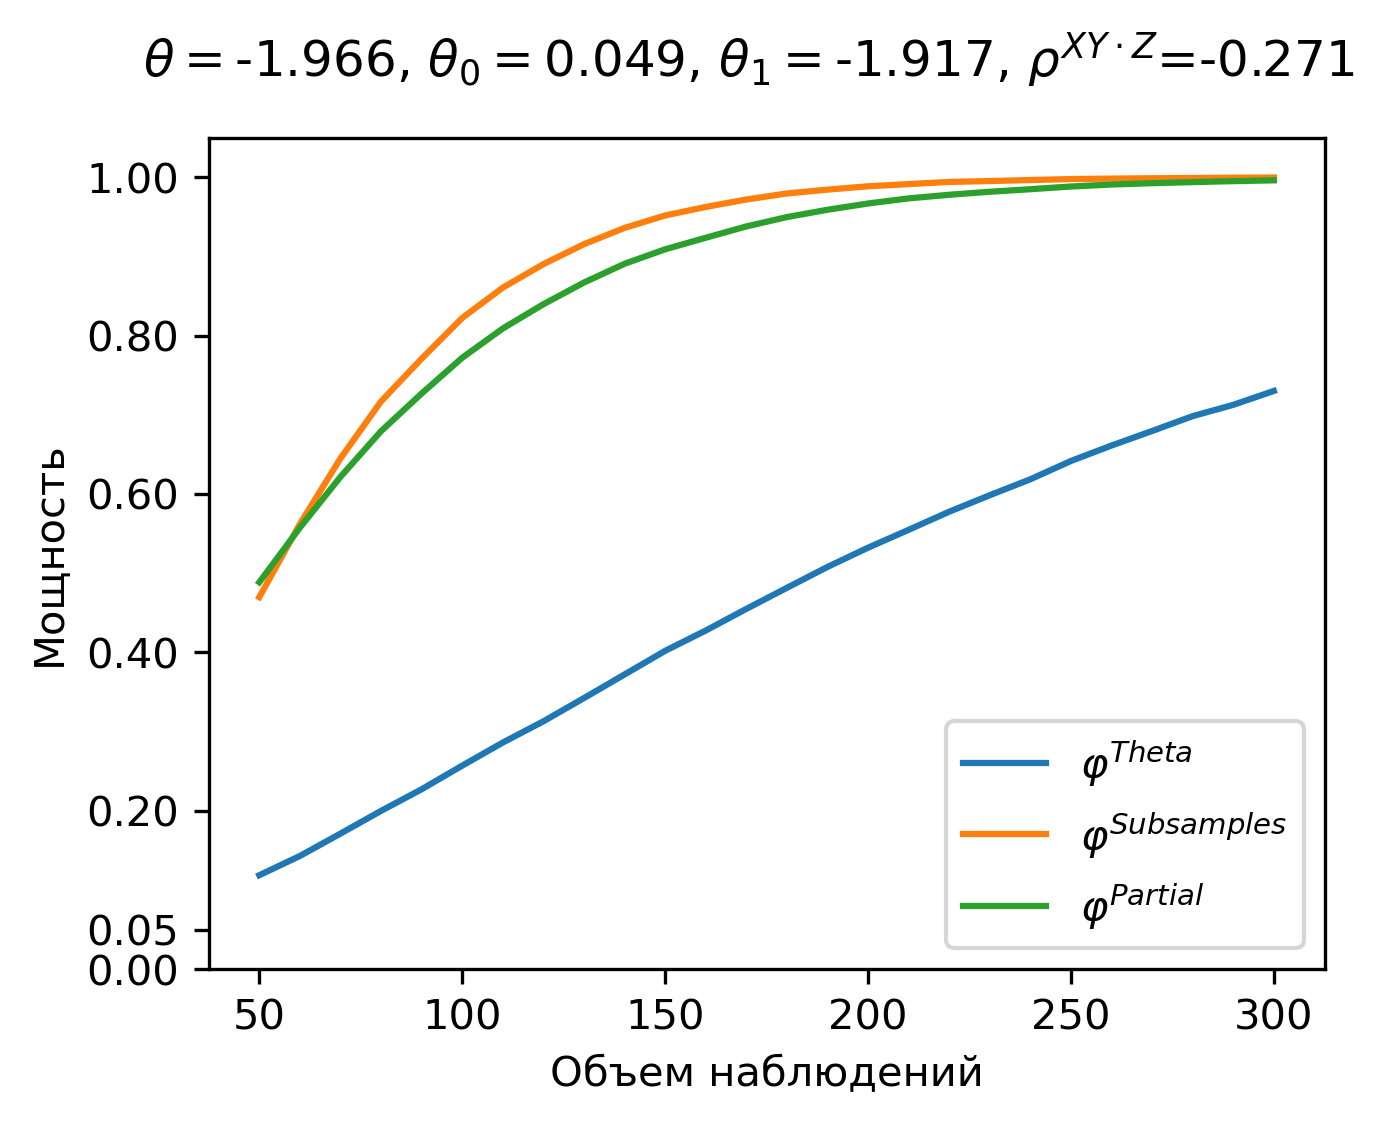 θ = -1.966, θ₀ = 0.049, θ₁ = -1.917, ρ^{XY·Z}=-0.271
1.00
0.80
0.60
0.40
0.20
0.05
0.00
Мощность
50 100 150 200 250 300
Объем наблюдений
φ^{Theta}
φ^{Subsamples}
φ^{Partial}